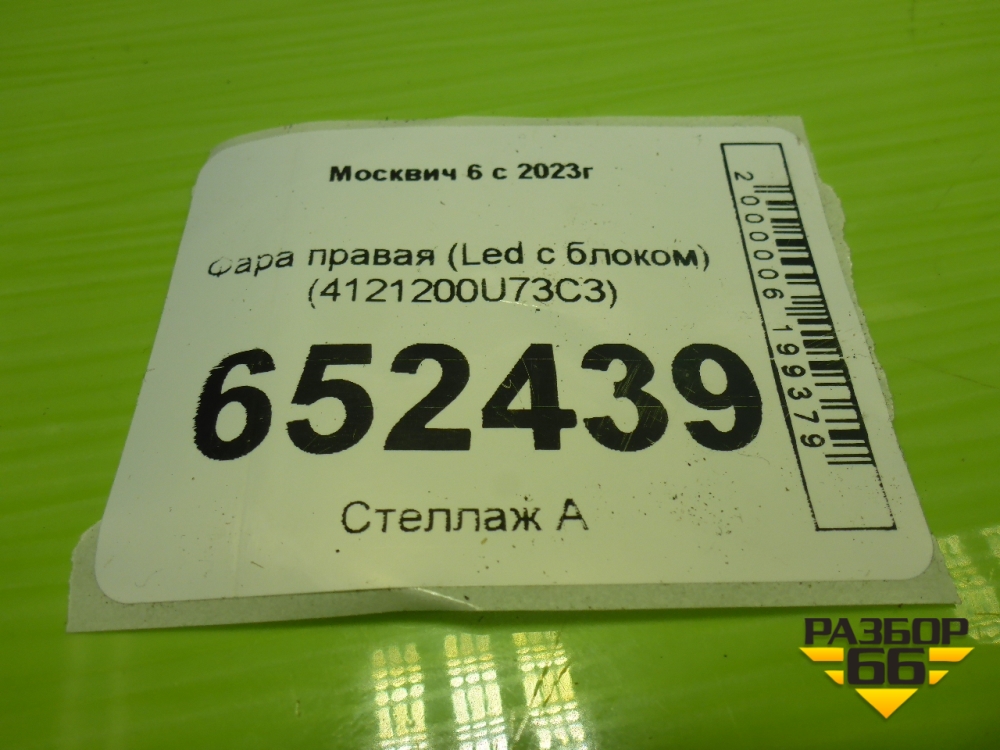 Москвич 6 с 2023г
Фара правая (Led с блоком)
(4121200U73C3)
652439
Стеллаж А
2000006199379
РАЗБОР
66